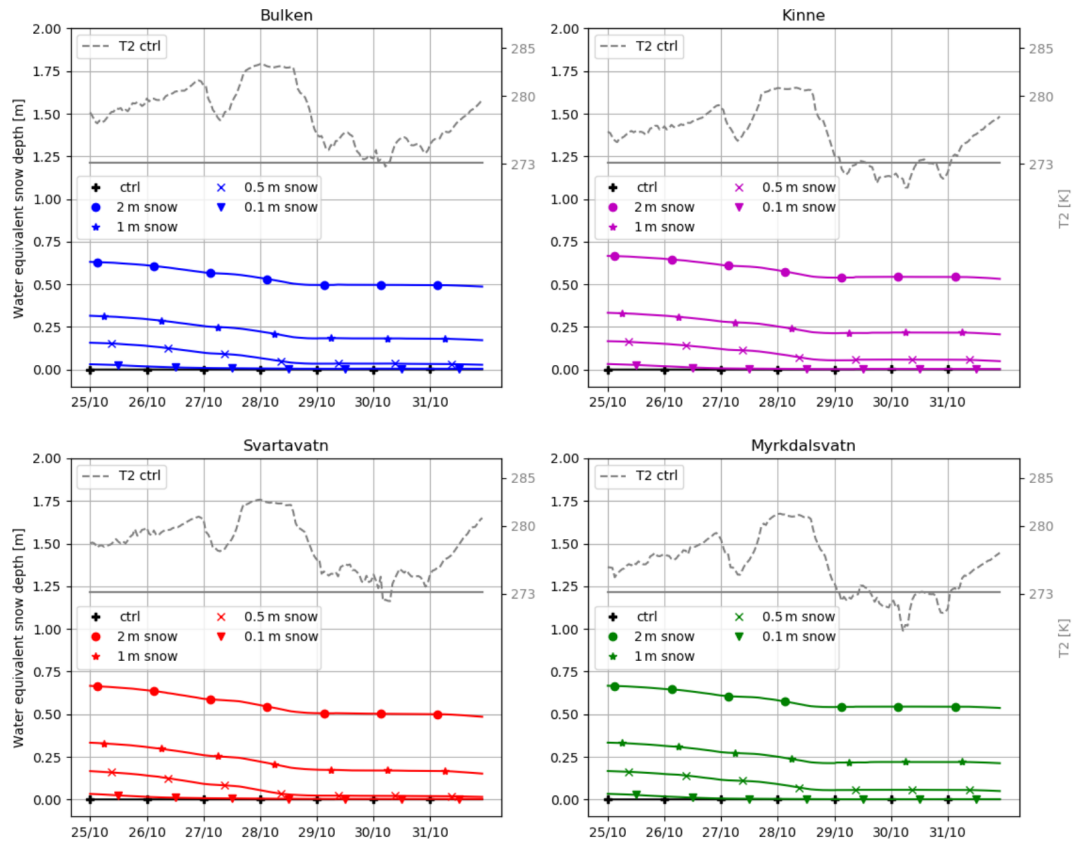 Bulken
Kinne
2.00
1.75
1.50
1.25
1.00
0.75
0.50
0.25
0.00
Water equivalent snow depth [m]
T2 ctrl
ctrl
2 m snow
1 m snow
0.5 m snow
0.1 m snow
285
280
273
25/10 26/10 27/10 28/10 29/10 30/10 31/10
2.00
1.75
1.50
1.25
1.00
0.75
0.50
0.25
0.00
T2 ctrl
ctrl
2 m snow
1 m snow
0.5 m snow
0.1 m snow
285
280
273
T2 [K]
25/10 26/10 27/10 28/10 29/10 30/10 31/10
Svartavatn
Myrkdalsvatn
2.00
1.75
1.50
1.25
1.00
0.75
0.50
0.25
0.00
Water equivalent snow depth [m]
T2 ctrl
ctrl
2 m snow
1 m snow
0.5 m snow
0.1 m snow
285
280
273
25/10 26/10 27/10 28/10 29/10 30/10 31/10
2.00
1.75
1.50
1.25
1.00
0.75
0.50
0.25
0.00
T2 ctrl
ctrl
2 m snow
1 m snow
0.5 m snow
0.1 m snow
285
280
273
T2 [K]
25/10 26/10 27/10 28/10 29/10 30/10 31/10